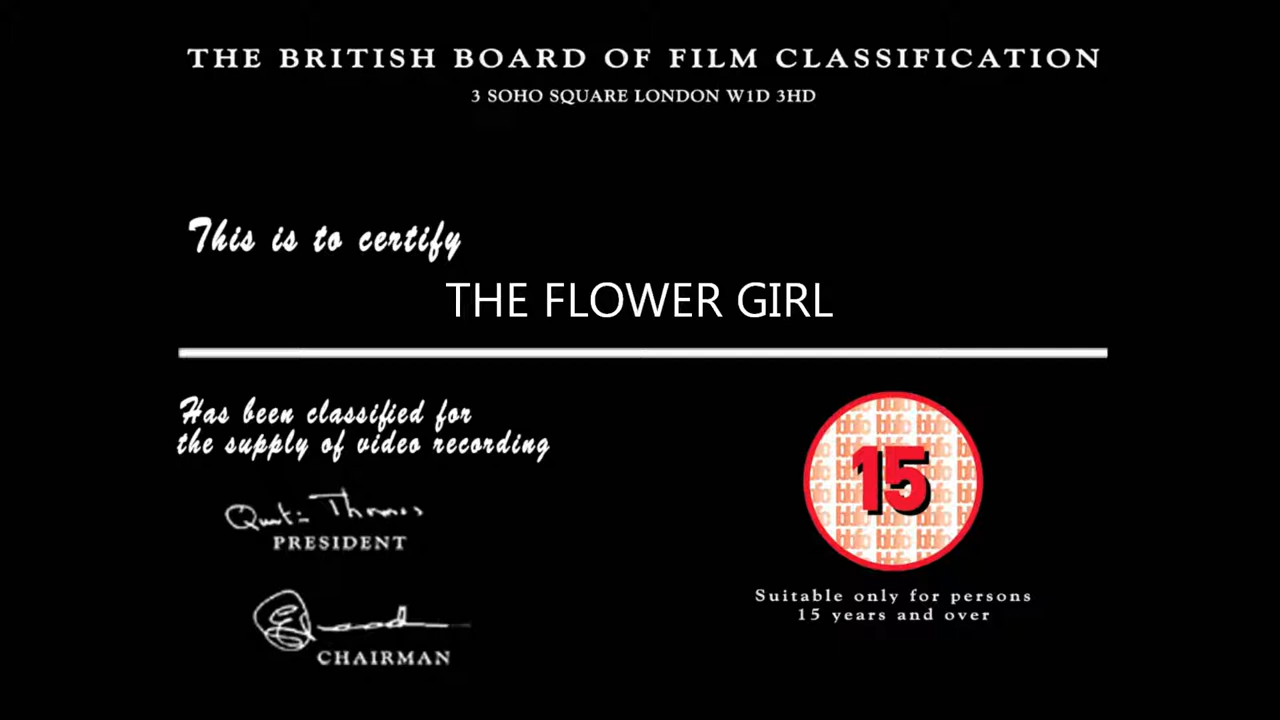 THE BRITISH BOARD OF FILM CLASSIFICATION
3 SOHO SQUARE LONDON W1D 3HD
This is to certify
THE FLOWER GIRL
Has been classified for
the supply of video recording
Quentin Thomas
PRESIDENT
CHAIRMAN
15
Suitable only for persons
15 years and over